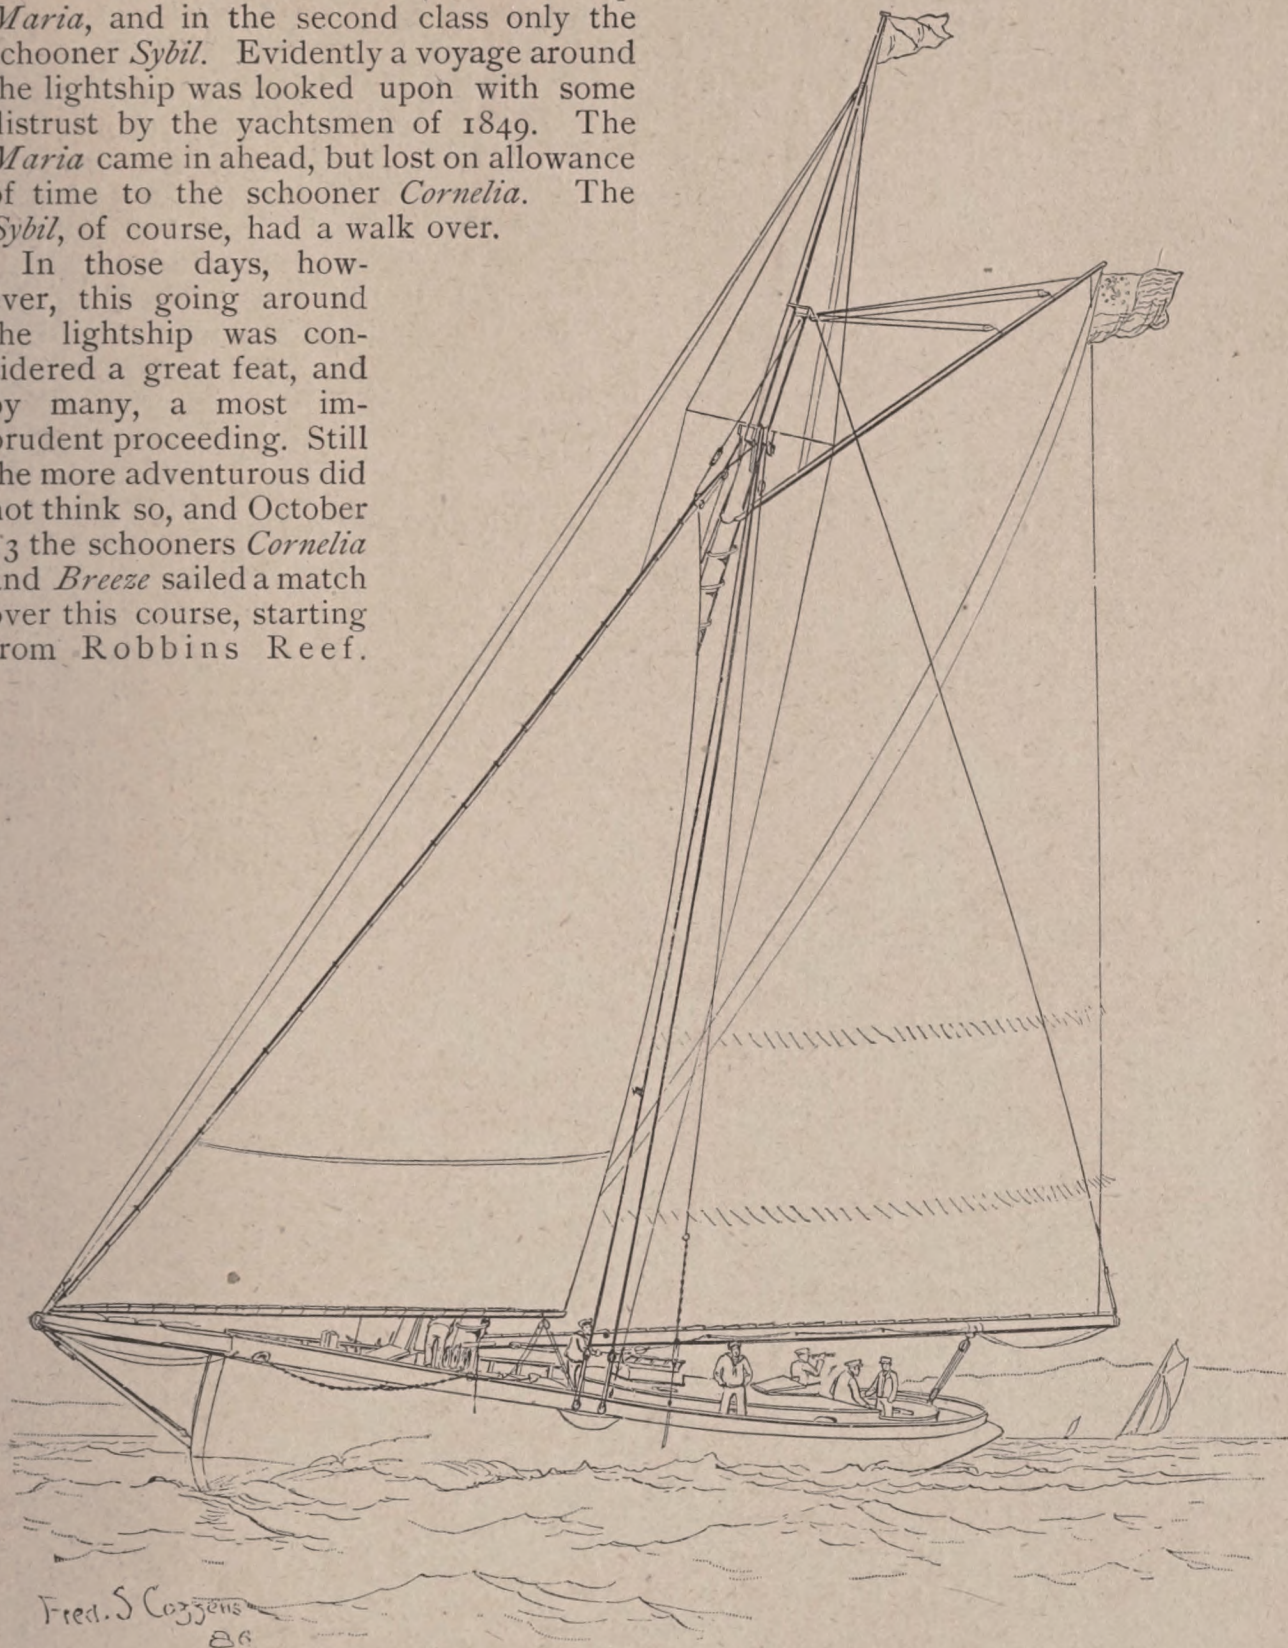 Maria, and in the second class only the
schooner Sybil. Evidently a voyage around
the lightship was looked upon with some
distrust by the yachtsmen of 1849. The
Maria came in ahead, but lost on allowance
of time to the schooner Cornelia. The
Sybil, of course, had a walk over.
In those days, how-
ever, this going around
the lightship was con-
sidered a great feat, and
by many, a most im-
prudent proceeding. Still
the more adventurous did
not think so, and October
3 the schooners Cornelia
and Breeze sailed a match
over this course, starting
from Robbins Reef.
Fred. S Cozzens
86